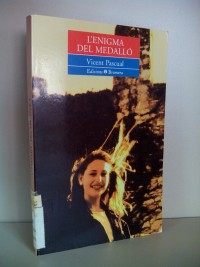 L'ENIGMA
DEL MEDALLÓ
Vicent Pascual
Edicions Bromera